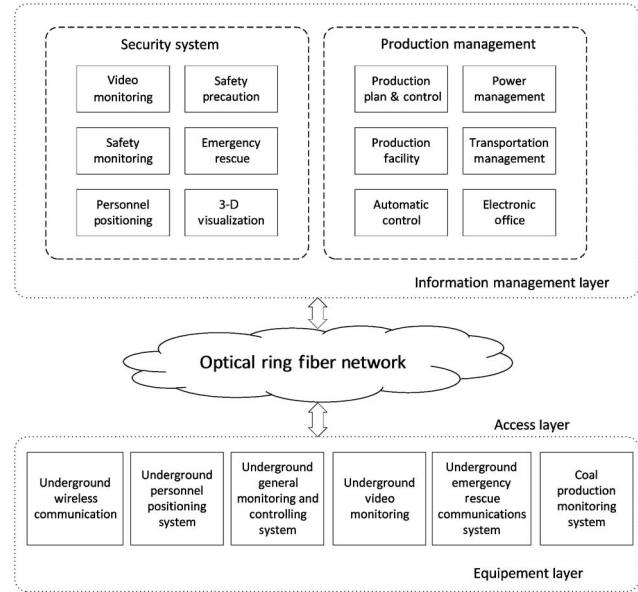 Security system
Video
monitoring
Safety
precaution
Safety
monitoring
Emergency
rescue
Personnel
positioning
3-D
visualization
Production management
Production
plan & control
Power
management
Production
facility
Transportation
management
Automatic
control
Electronic
office
Information management layer
Optical ring fiber network
Access layer
Underground
wireless
communication
Underground
personnel
positioning
system
Underground
general
monitoring and
controlling
system
Underground
video
monitoring
Underground
emergency
rescue
communications
system
Coal
production
monitoring
system
Equipement layer